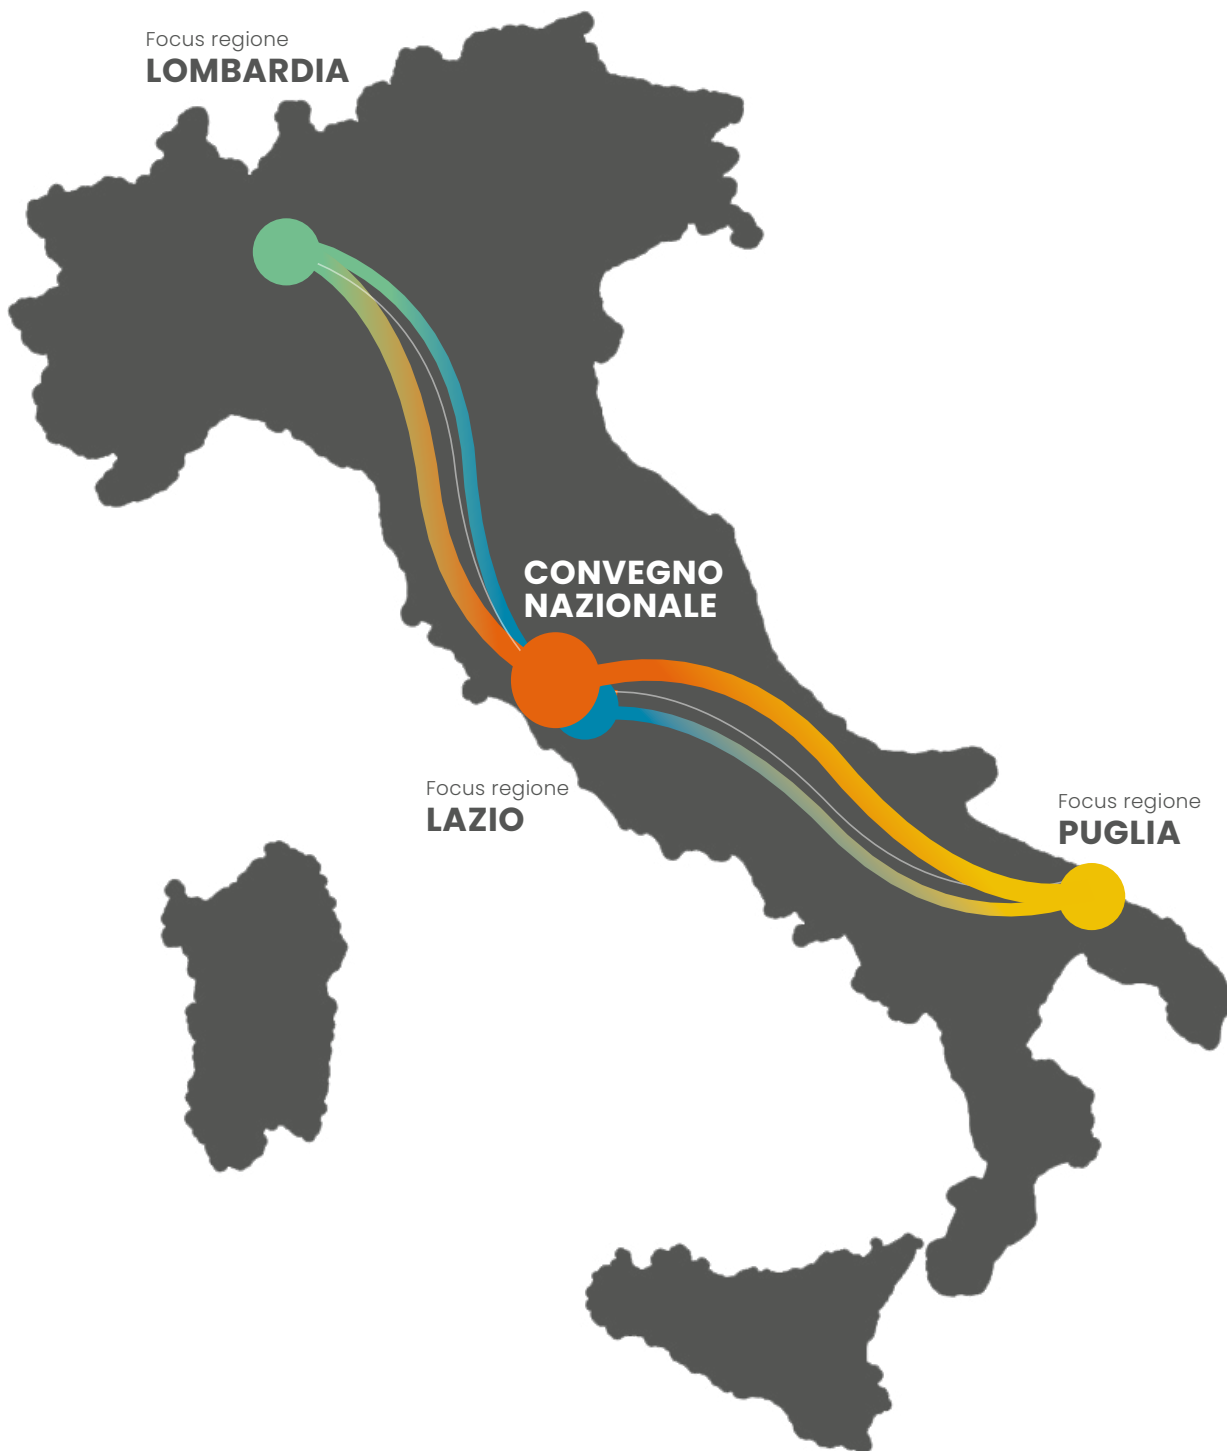 Focus regione
LOMBARDIA
CONVEGNO
NAZIONALE
Focus regione
LAZIO
Focus regione
PUGLIA